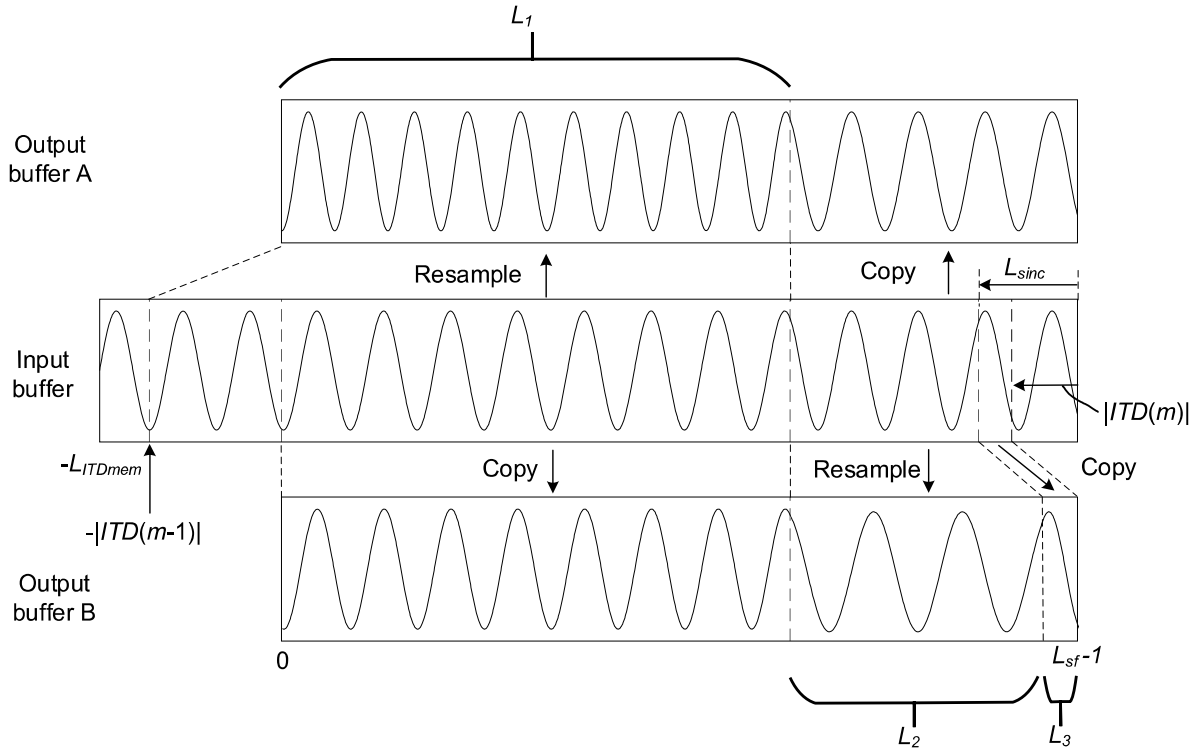 L1
Output
buffer A
Resample
Copy
Lsinc
Input
buffer
|ITD(m)|
-LITDmem
Copy
Resample
Copy
-|ITD(m-1)|
Output
buffer B
0
Lsf-1
L2
L3